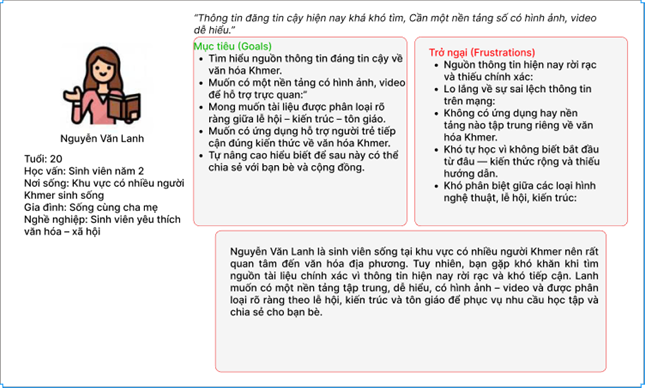 "Thông tin đăng tin cậy hiện nay khá khó tìm, Cần một nền tảng số có hình ảnh, video
dễ hiểu."
Nguyễn Văn Lanh
Tuổi: 20
Học vấn: Sinh viên năm 2
Nơi sống: Khu vực có nhiều người
Khmer sinh sống
Gia đình: Sống cùng cha mẹ
Nghề nghiệp: Sinh viên yêu thích
văn hóa – xã hội
Mục tiêu (Goals)
• Tìm hiểu nguồn thông tin đáng tin cậy về
văn hóa Khmer.
• Muốn có một nền tảng có hình ảnh, video
để hỗ trợ trực quan:"
• Mong muốn tài liệu được phân loại rõ
ràng giữa lễ hội – kiến trúc – tôn giáo.
• Muốn có ứng dụng hỗ trợ người trẻ tiếp
cận đúng kiến thức về văn hóa Khmer.
• Tự nâng cao hiểu biết để sau này có thể
chia sẻ với bạn bè và cộng đồng.
Trở ngại (Frustrations)
• Nguồn thông tin hiện nay rời rạc
và thiếu chính xác:
• Lo lắng về sự sai lệch thông tin
trên mạng:
• Không có ứng dụng hay nền
tảng nào tập trung riêng về văn
hóa Khmer.
• Khó tự học vì không biết bắt đầu
từ đâu — kiến thức rộng và thiếu
hướng dẫn.
• Khó phân biệt giữa các loại hình
nghệ thuật, lễ hội, kiến trúc:
Nguyễn Văn Lanh là sinh viên sống tại khu vực có nhiều người Khmer nên rất
quan tâm đến văn hóa địa phương. Tuy nhiên, bạn gặp khó khăn khi tìm
nguồn tài liệu chính xác vì thông tin hiện nay rời rạc và khó tiếp cận. Lanh
muốn có một nền tảng tập trung, dễ hiểu, có hình ảnh – video và được phân
loại rõ ràng theo lễ hội, kiến trúc và tôn giáo để phục vụ nhu cầu học tập và
chia sẻ cho bạn bè.